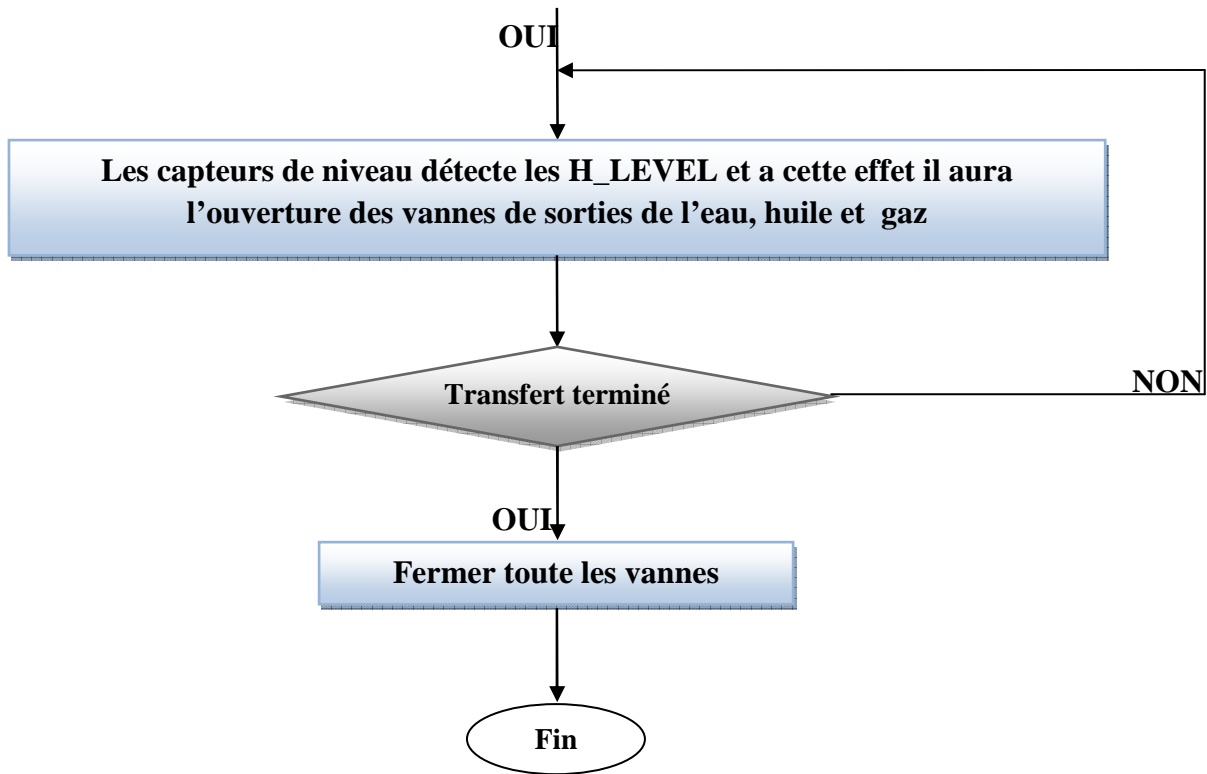 OUI
Les capteurs de niveau détecte les H_LEVEL et a cette effet il aura
l’ouverture des vannes de sorties de l’eau, huile et gaz
Transfert terminé
NON
OUI
Fermer toute les vannes
Fin